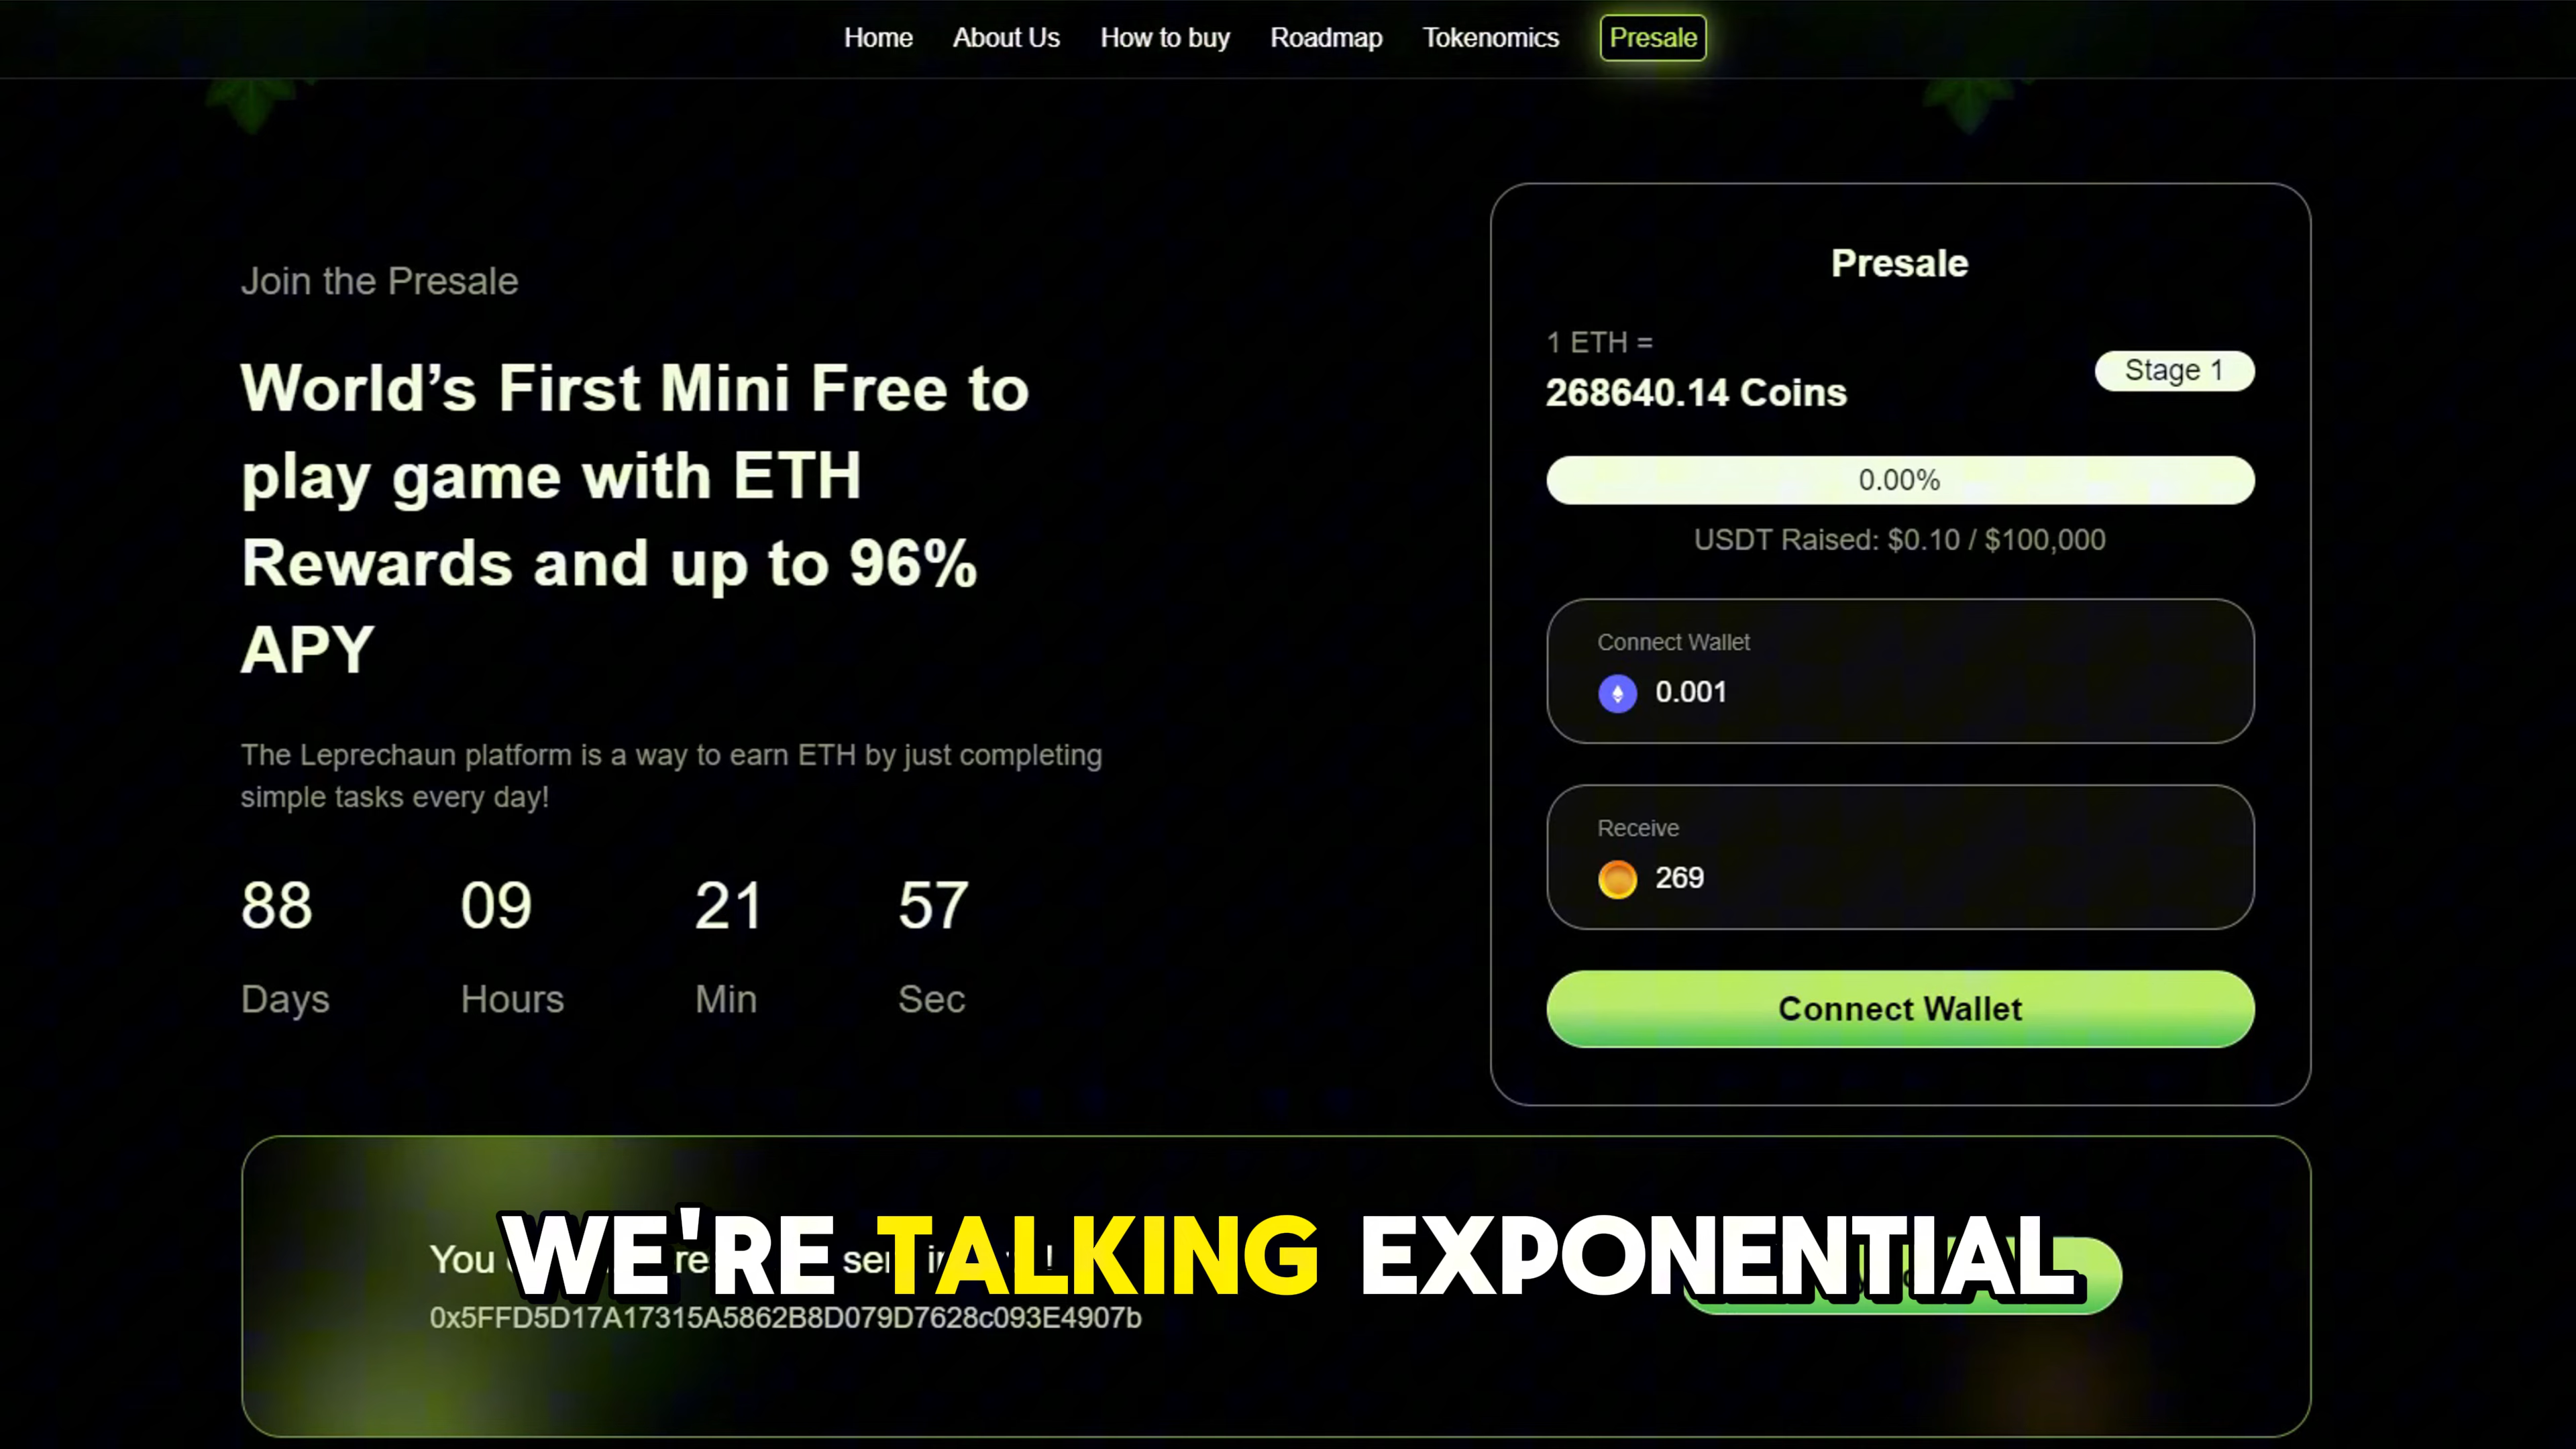 Home About Us How to buy Roadmap Tokenomics Presale
Join the Presale
World's First Mini Free to
play game with ETH
Rewards and up to 96%
APY
The Leprechaun platform is a way to earn ETH by just completing
simple tasks every day!
88 09 21 57
Days Hours Min Sec
Presale
1 ETH =
268640.14 Coins
Stage 1
0.00%
USDT Raised: $0.10 / $100,000
Connect Wallet
0.001
Receive
269
Connect Wallet
You
WE'RE TALKING EXPONENTIAL
0x5FFD5D17A17315A5862B8D079D7628c093E4907b